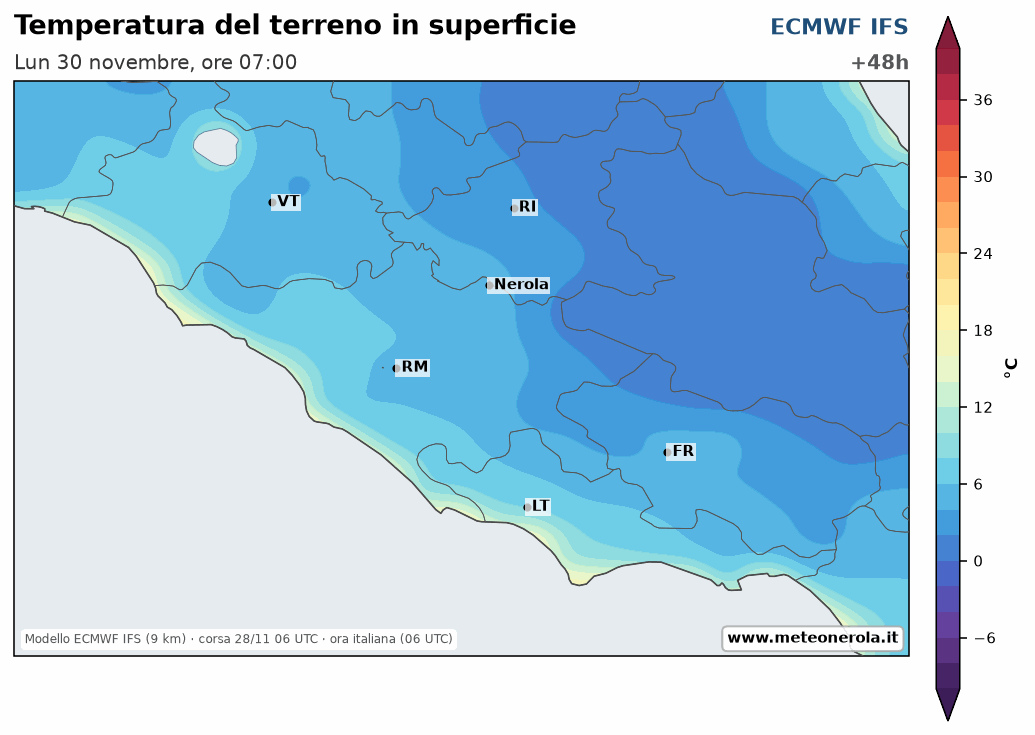 Temperatura del terreno in superficie
ECMWF IFS
Lun 30 novembre, ore 07:00
+48h
VT
RI
Nerola
RM
FR
LT
36
30
24
18
12
6
0
−6
°C
Modello ECMWF IFS (9 km) · corsa 28/11 06 UTC · ora italiana (06 UTC)
www.meteonerola.it